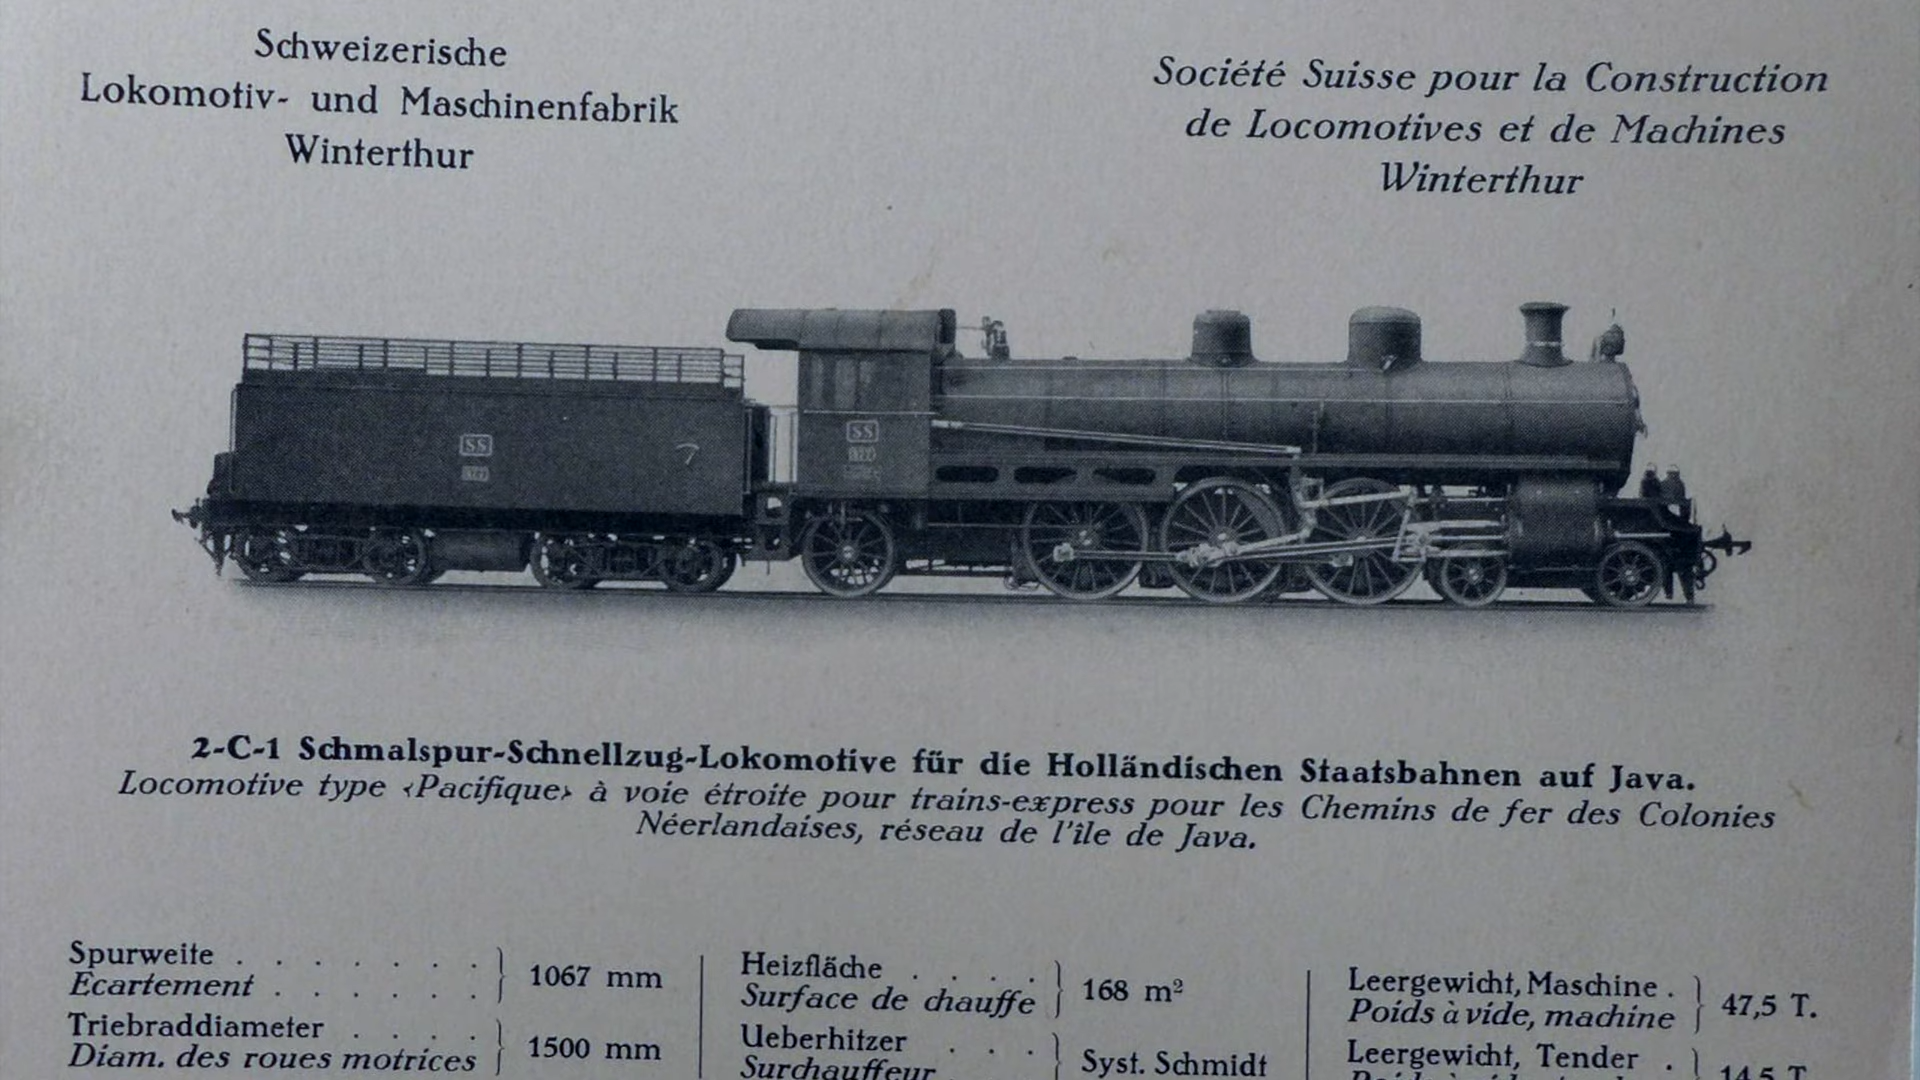 Schweizerische
Lokomotiv- und Maschinenfabrik
Winterthur
Société Suisse pour la Construction
de Locomotives et de Machines
Winterthur
SS
SS
2-C-1 Schmalspur-Schnellzug-Lokomotive für die Holländischen Staatsbahnen auf Java.
Locomotive type ‹Pacifique› à voie étroite pour trains-express pour les Chemins de fer des Colonies
Néerlandaises, réseau de l'île de Java.
Spurweite . . . . . . .
Ecartement . . . . . .
1067 mm
Triebraddiameter . . . .
Diam. des roues motrices
1500 mm
Heizfläche . . . .
Surface de chauffe
168 m²
Ueberhitzer . . .
Surchauffeur
Syst. Schmidt
Leergewicht, Maschine .
Poids à vide, machine
47,5 T.
Leergewicht, Tender .
14,5 T